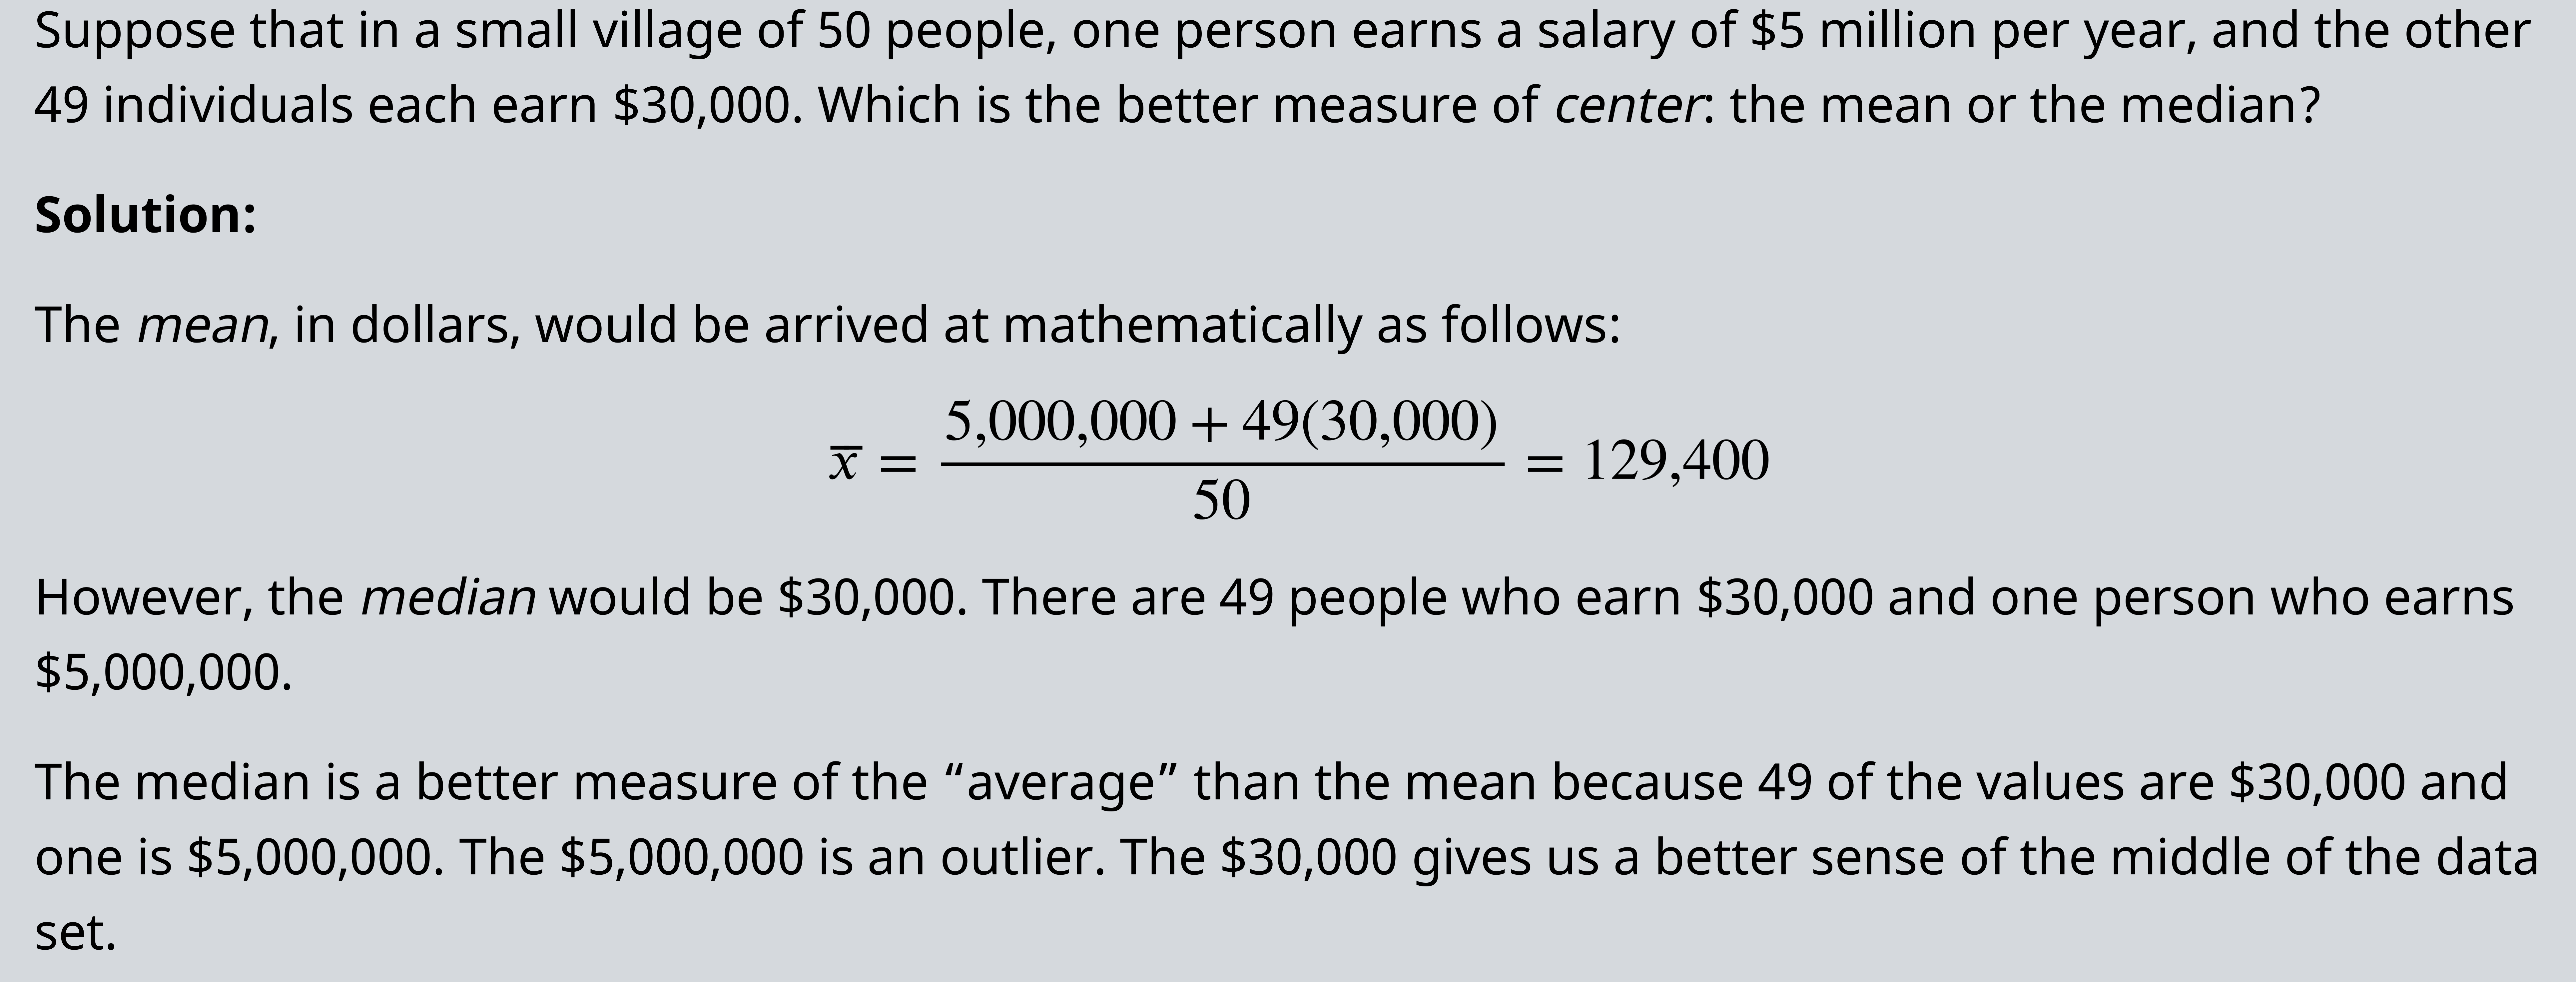 Suppose that in a small village of 50 people, one person earns a salary of $5 million per year, and the other
49 individuals each earn $30,000. Which is the better measure of center: the mean or the median?
Solution:
The mean, in dollars, would be arrived at mathematically as follows:
x̅ = (5,000,000 + 49(30,000)) / 50 = 129,400
However, the median would be $30,000. There are 49 people who earn $30,000 and one person who earns
$5,000,000.
The median is a better measure of the “average” than the mean because 49 of the values are $30,000 and
one is $5,000,000. The $5,000,000 is an outlier. The $30,000 gives us a better sense of the middle of the data
set.